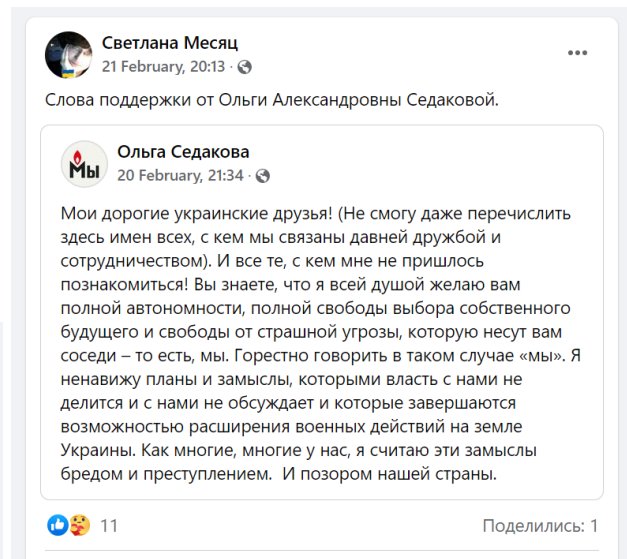 Светлана Месяц
21 February, 20:13 ·
Слова поддержки от Ольги Александровны Седаковой.
Мы
Ольга Седакова
20 February, 21:34 ·
Мои дорогие украинские друзья! (Не смогу даже перечислить
здесь имен всех, с кем мы связаны давней дружбой и
сотрудничеством). И все те, с кем мне не пришлось
познакомиться! Вы знаете, что я всей душой желаю вам
полной автономности, полной свободы выбора собственного
будущего и свободы от страшной угрозы, которую несут вам
соседи – то есть, мы. Горестно говорить в таком случае «мы». Я
ненавижу планы и замыслы, которыми власть с нами не
делится и с нами не обсуждает и которые завершаются
возможностью расширения военных действий на земле
Украины. Как многие, многие у нас, я считаю эти замыслы
бредом и преступлением.  И позором нашей страны.
11
Поделились: 1